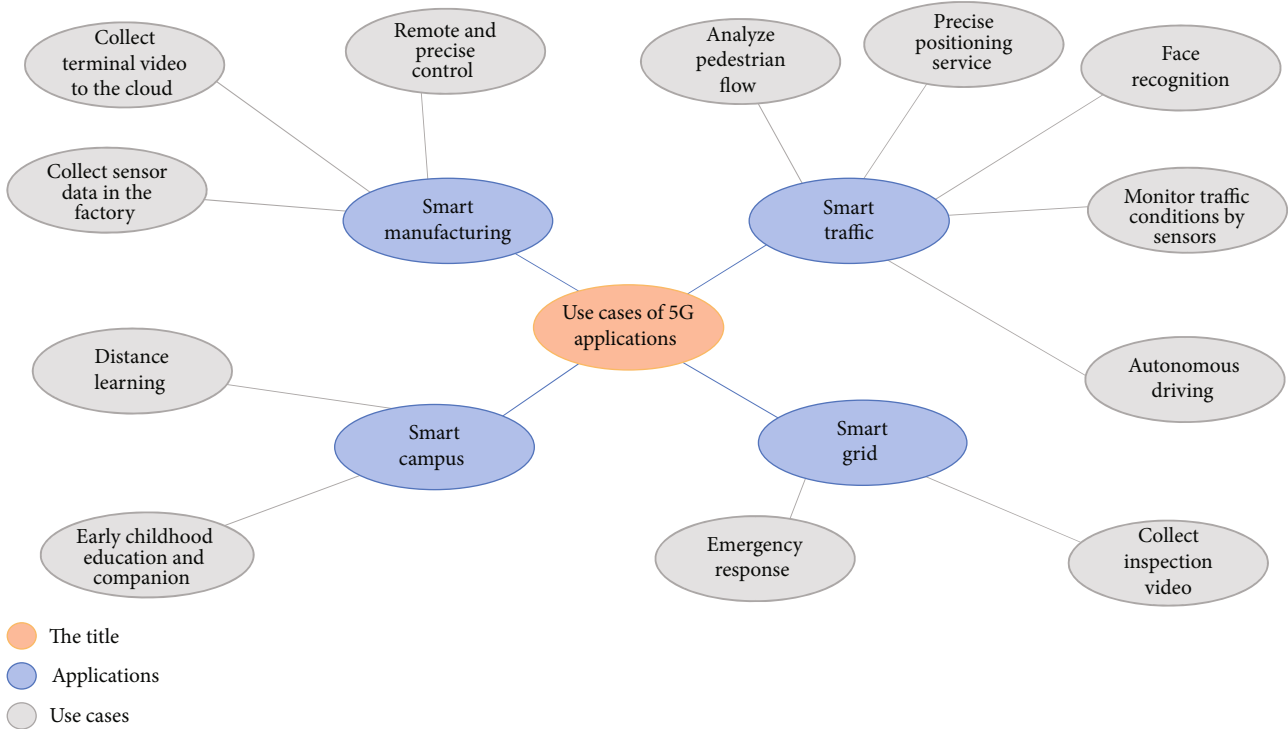 Collect
terminal video
to the cloud
Remote and
precise
control
Analyze
pedestrian
flow
Precise
positioning
service
Face
recognition
Collect sensor
data in the
factory
Smart
manufacturing
Smart
traffic
Monitor traffic
conditions by
sensors
Use cases of 5G
applications
Distance
learning
Autonomous
driving
Smart
campus
Smart
grid
Early childhood
education and
companion
Emergency
response
Collect
inspection
video
The title
Applications
Use cases